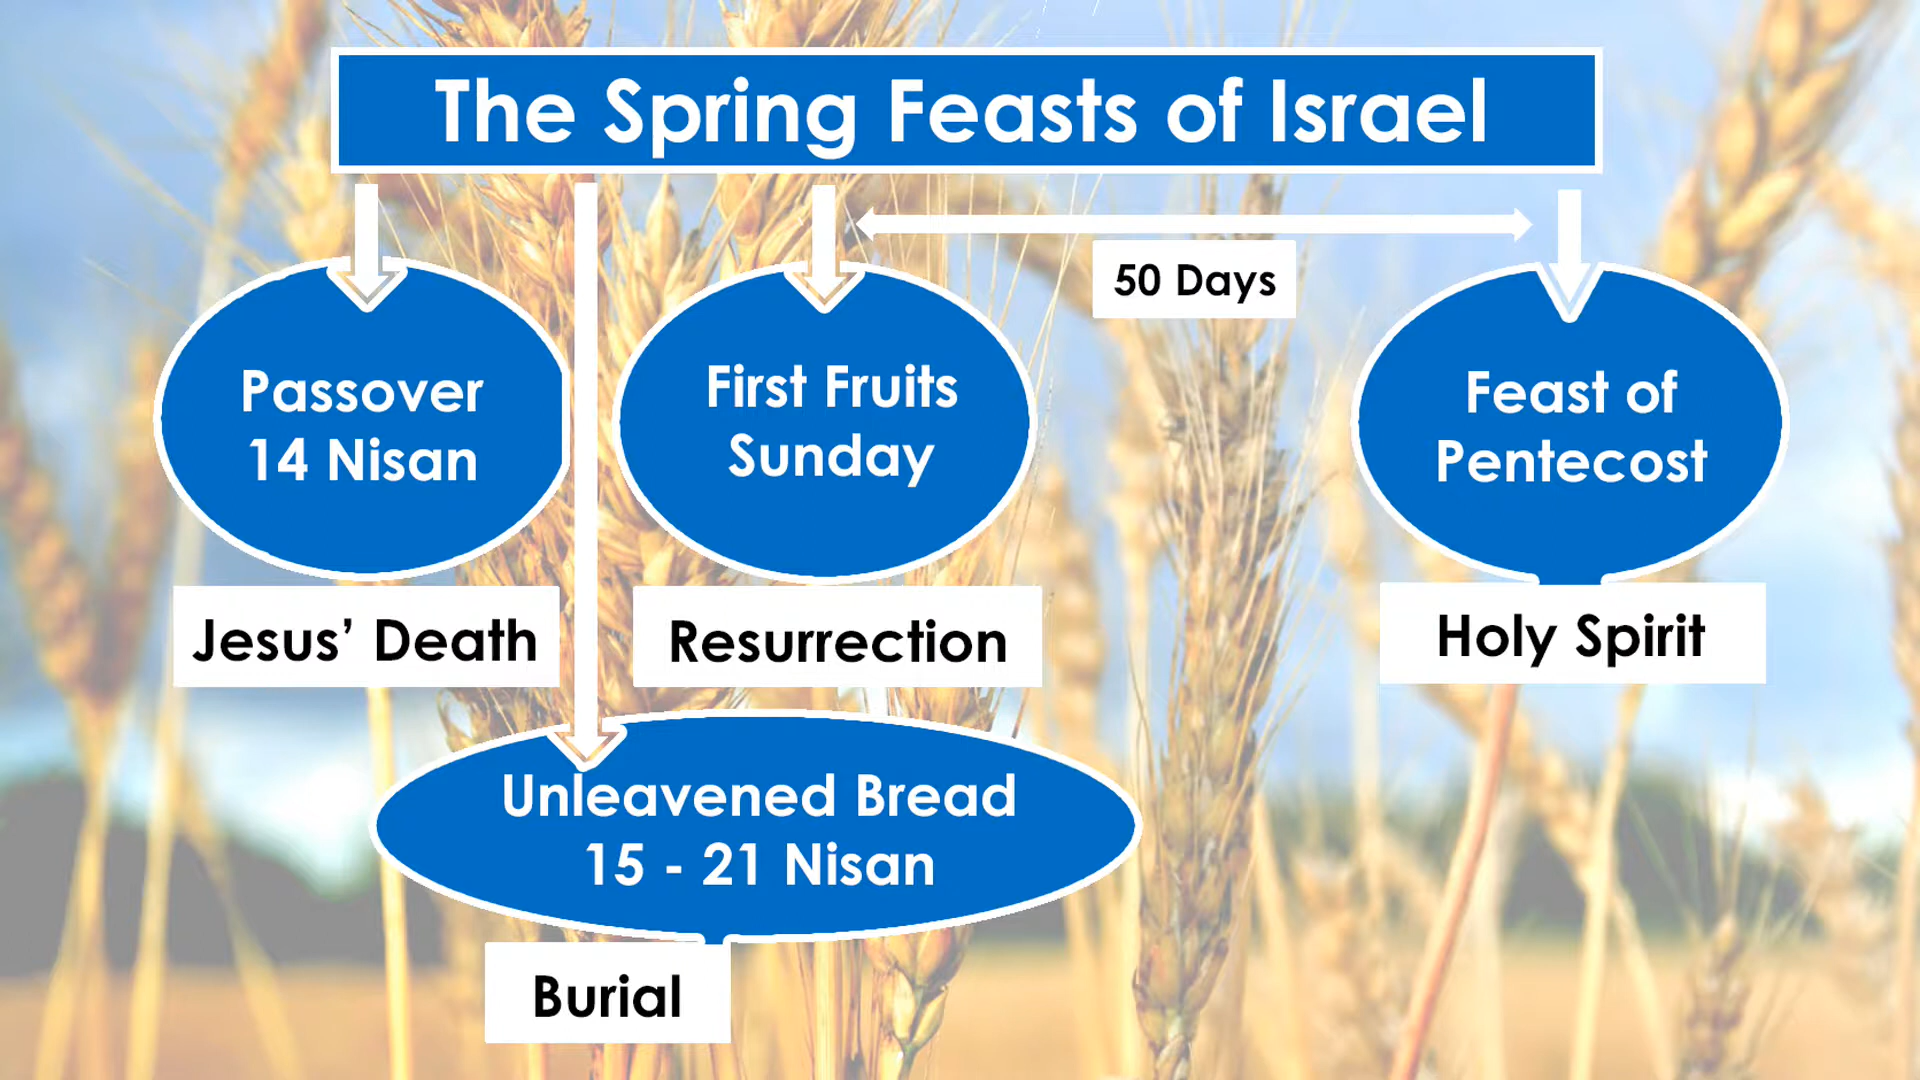 The Spring Feasts of Israel
50 Days
Passover
14 Nisan
First Fruits
Sunday
Feast of
Pentecost
Jesus’ Death
Resurrection
Holy Spirit
Unleavened Bread
15 - 21 Nisan
Burial